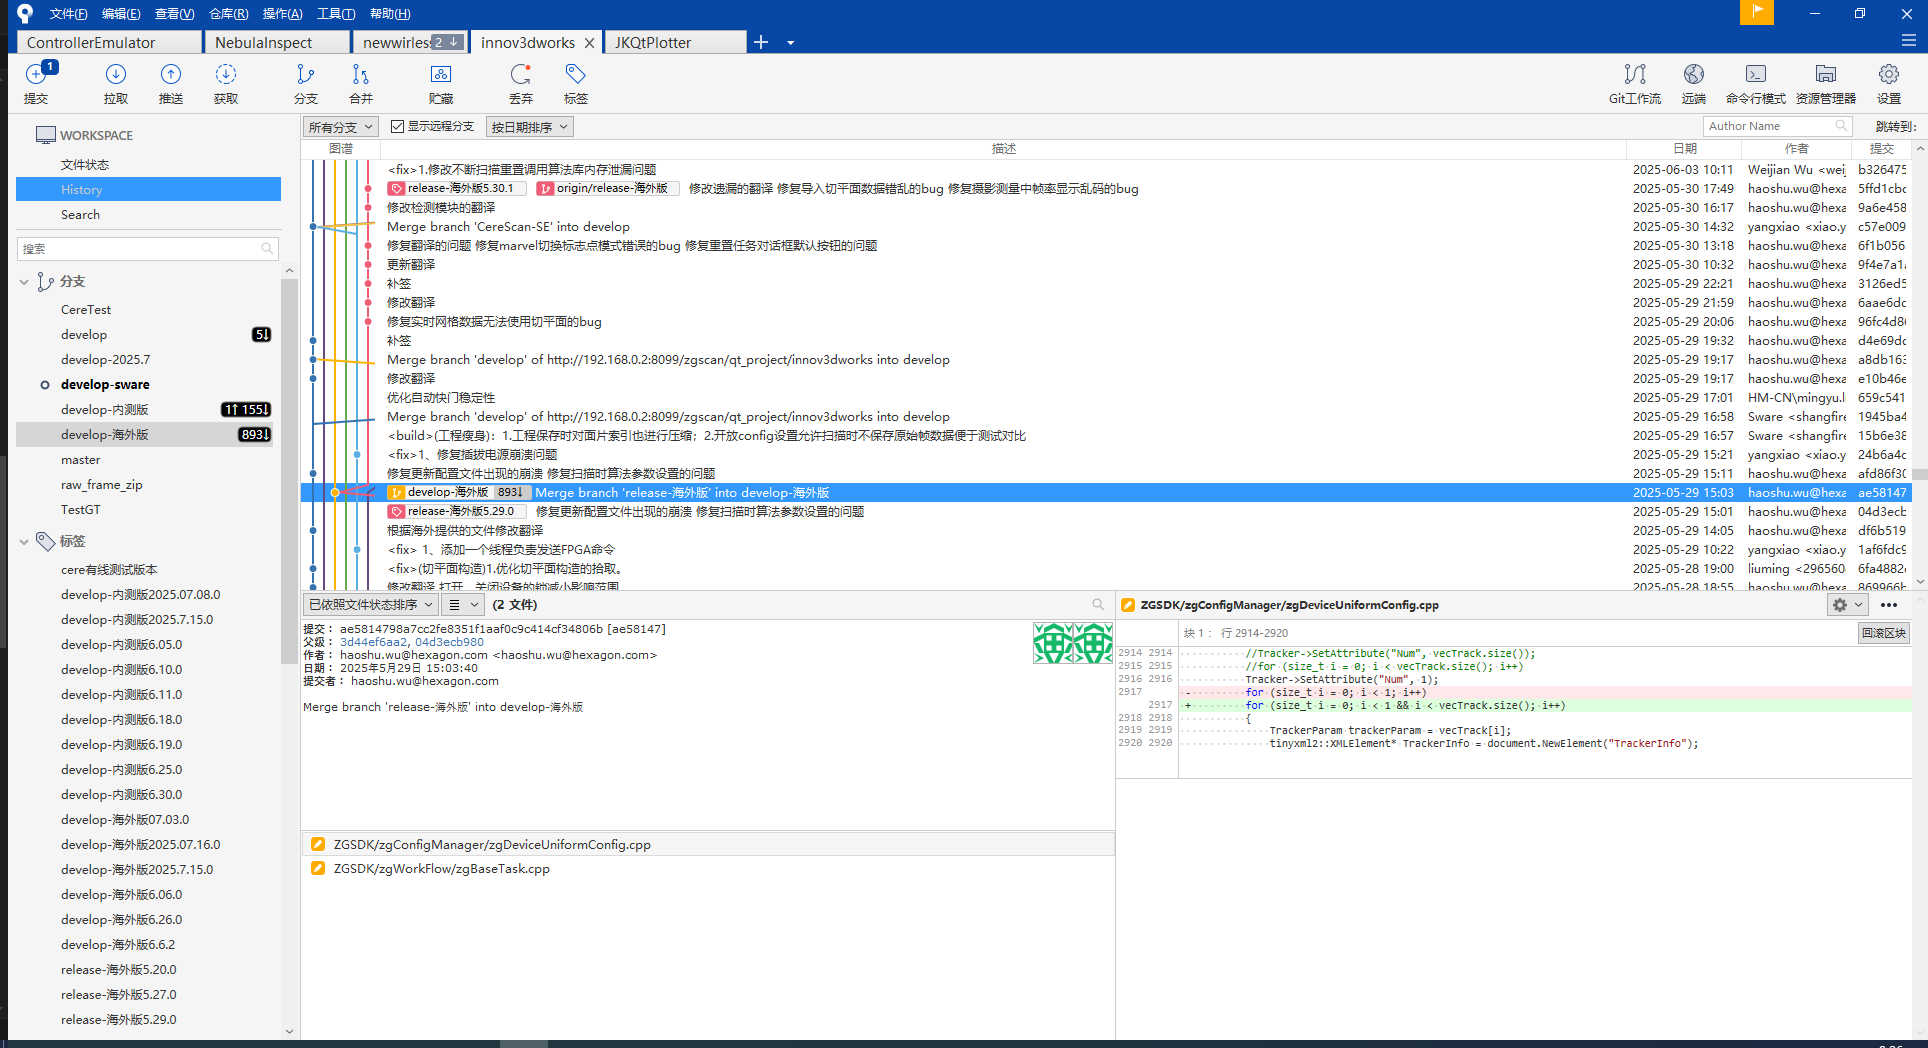 文件(F) 编辑(E) 查看(V) 仓库(R) 操作(A) 工具(T) 帮助(H)
ControllerEmulator NebulaInspect newwirles 2 ↓ innov3dworks JKQtPlotter
1
提交 拉取 推送 获取 分支 合并 贮藏 丢弃 标签 Git工作流 远端 命令行模式 资源管理器 设置
WORKSPACE
文件状态
History
Search
搜索
分支
CereTest
develop 5↓
develop-2025.7
develop-sware
develop-内测版 1↑ 155↓
develop-海外版 893↓
master
raw_frame_zip
TestGT
标签
cere有线测试版本
develop-内测版2025.07.08.0
develop-内测版2025.7.15.0
develop-内测版6.05.0
develop-内测版6.10.0
develop-内测版6.11.0
develop-内测版6.18.0
develop-内测版6.19.0
develop-内测版6.25.0
develop-内测版6.30.0
develop-海外版07.03.0
develop-海外版2025.07.16.0
develop-海外版2025.7.15.0
develop-海外版6.06.0
develop-海外版6.26.0
develop-海外版6.6.2
release-海外版5.20.0
release-海外版5.27.0
release-海外版5.29.0
所有分支 显示远程分支 按日期排序 Author Name 跳转到:
图谱 描述 日期 作者 提交
<fix>1.修改不断扫描重置调用算法库内存泄漏问题 2025-06-03 10:11 Weijian Wu <wei b326475
release-海外版5.30.1 origin/release-海外版 修改遗漏的翻译 修复导入切平面数据错乱的bug 修复摄影测量中帧率显示乱码的bug 2025-05-30 17:49 haoshu.wu@hexa 5ffd1cbc
修改检测模块的翻译 2025-05-30 16:17 haoshu.wu@hexa 9a6e458
Merge branch 'CereScan-SE' into develop 2025-05-30 14:32 yangxiao <xiao.y c57e009
修复翻译的问题 修复marvel切换标志点模式错误的bug 修复重置任务对话框默认按钮的问题 2025-05-30 13:18 haoshu.wu@hexa 6f1b056
更新翻译 2025-05-30 10:32 haoshu.wu@hexa 9f4e7a1
补签 2025-05-29 22:21 haoshu.wu@hexa 3126ed5
修改翻译 2025-05-29 21:59 haoshu.wu@hexa 6aae6dc
修复实时网格数据无法使用切平面的bug 2025-05-29 20:06 haoshu.wu@hexa 96fc4d8
补签 2025-05-29 19:32 haoshu.wu@hexa d4e69dc
Merge branch 'develop' of http://192.168.0.2:8099/zgscan/qt_project/innov3dworks into develop 2025-05-29 19:17 haoshu.wu@hexa a8db163
修改翻译 2025-05-29 19:17 haoshu.wu@hexa e10b46e
优化自动快门稳定性 2025-05-29 17:01 HM-CN\mingyu.l 659c541
Merge branch 'develop' of http://192.168.0.2:8099/zgscan/qt_project/innov3dworks into develop 2025-05-29 16:58 Sware <shangfire 1945ba4
<build>(工程瘦身)：1.工程保存时对面片索引也进行压缩；2.开放config设置允许扫描时不保存原始帧数据便于测试对比 2025-05-29 16:57 Sware <shangfire 15b6e38
<fix>1、修复插拔电源崩溃问题 2025-05-29 15:21 yangxiao <xiao.y 24b6a4c
修复更新配置文件出现的崩溃 修复扫描时算法参数设置的问题 2025-05-29 15:11 haoshu.wu@hexa afd86f3
develop-海外版 893↓ Merge branch 'release-海外版' into develop-海外版 2025-05-29 15:03 haoshu.wu@hexa ae58147
release-海外版5.29.0 修复更新配置文件出现的崩溃 修复扫描时算法参数设置的问题 2025-05-29 15:01 haoshu.wu@hexa 04d3ecb
根据海外提供的文件修改翻译 2025-05-29 14:05 haoshu.wu@hexa df6b519
<fix> 1、添加一个线程负责发送FPGA命令 2025-05-29 10:22 yangxiao <xiao.y 1af6fdc
<fix>(切平面构造)1.优化切平面构造的拾取。 2025-05-28 19:00 liuming <296560 6fa4882
修改翻译 打开、关闭设备的锁减小影响范围 2025-05-28 18:55 haoshu.wu@hexa 869966b
已依照文件状态排序 (2 文件)
提交： ae5814798a7cc2fe8351f1aaf0c9c414cf34806b [ae58147]
父级： 3d44ef6aa2, 04d3ecb980
作者： haoshu.wu@hexagon.com <haoshu.wu@hexagon.com>
日期： 2025年5月29日 15:03:40
提交者： haoshu.wu@hexagon.com
Merge branch 'release-海外版' into develop-海外版
ZGSDK/zgConfigManager/zgDeviceUniformConfig.cpp
ZGSDK/zgWorkFlow/zgBaseTask.cpp
ZGSDK/zgConfigManager/zgDeviceUniformConfig.cpp
块 1： 行 2914-2920 回滚区块
2914 2914 //Tracker->SetAttribute("Num", vecTrack.size());
2915 2915 //for (size_t i = 0; i < vecTrack.size(); i++)
2916 2916 Tracker->SetAttribute("Num", 1);
2917 - for (size_t i = 0; i < 1; i++)
2917 + for (size_t i = 0; i < 1 && i < vecTrack.size(); i++)
2918 2918 {
2919 2919 TrackerParam trackerParam = vecTrack[i];
2920 2920 tinyxml2::XMLElement* TrackerInfo = document.NewElement("TrackerInfo");